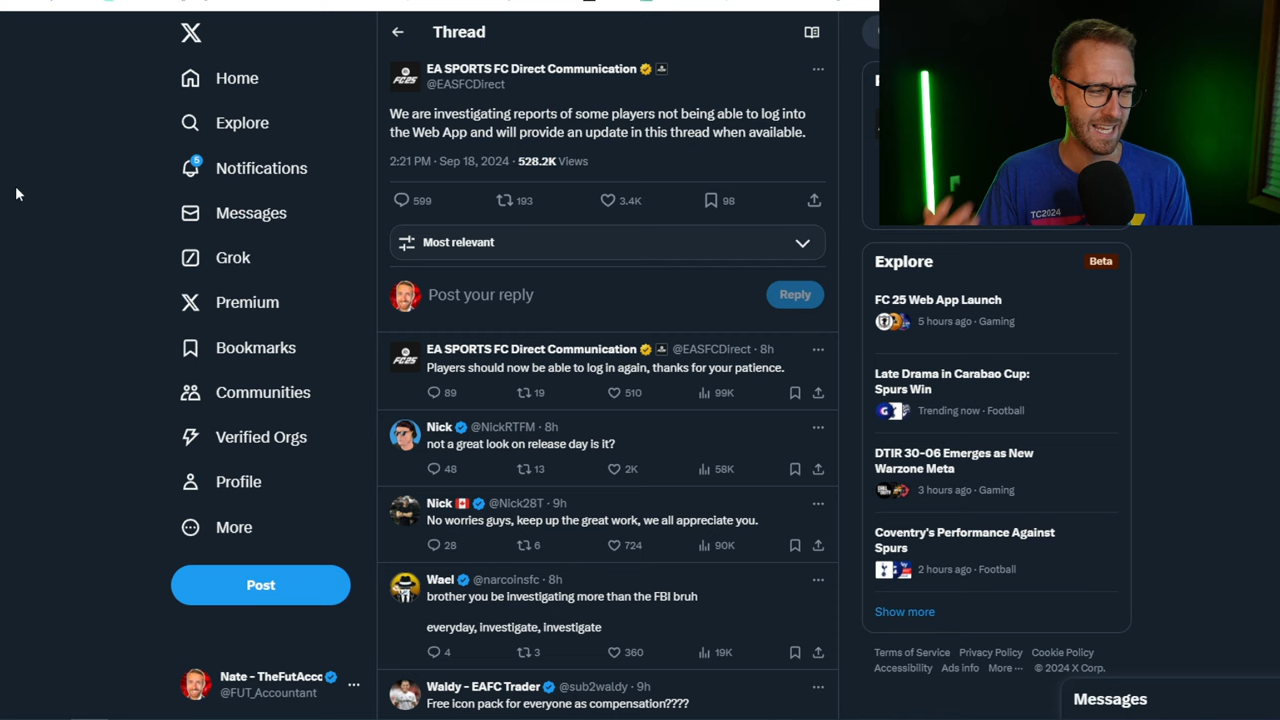 Home
Explore
Notifications
5
Messages
Grok
Premium
Bookmarks
Communities
Verified Orgs
Profile
More
Post
Nate - TheFutAcco
@FUT_Accountant
Thread
EA SPORTS FC Direct Communication
@EASFCDirect
We are investigating reports of some players not being able to log into
the Web App and will provide an update in this thread when available.
2:21 PM · Sep 18, 2024 · 528.2K Views
599 193 3.4K 98
Most relevant
Post your reply
Reply
EA SPORTS FC Direct Communication @EASFCDirect · 8h
Players should now be able to log in again, thanks for your patience.
89 19 510 99K
Nick @NickRTFM · 8h
not a great look on release day is it?
48 13 2K 58K
Nick @Nick28T · 9h
No worries guys, keep up the great work, we all appreciate you.
28 6 724 90K
Wael @narcoinsfc · 8h
brother you be investigating more than the FBI bruh
everyday, investigate, investigate
4 3 360 19K
Waldy - EAFC Trader @sub2waldy · 9h
Free icon pack for everyone as compensation????
TC2024
Explore
Beta
FC 25 Web App Launch
5 hours ago · Gaming
Late Drama in Carabao Cup:
Spurs Win
Trending now · Football
DTIR 30-06 Emerges as New
Warzone Meta
3 hours ago · Gaming
Coventry's Performance Against
Spurs
2 hours ago · Football
Show more
Terms of Service Privacy Policy Cookie Policy
Accessibility Ads info More ··· © 2024 X Corp.
Messages